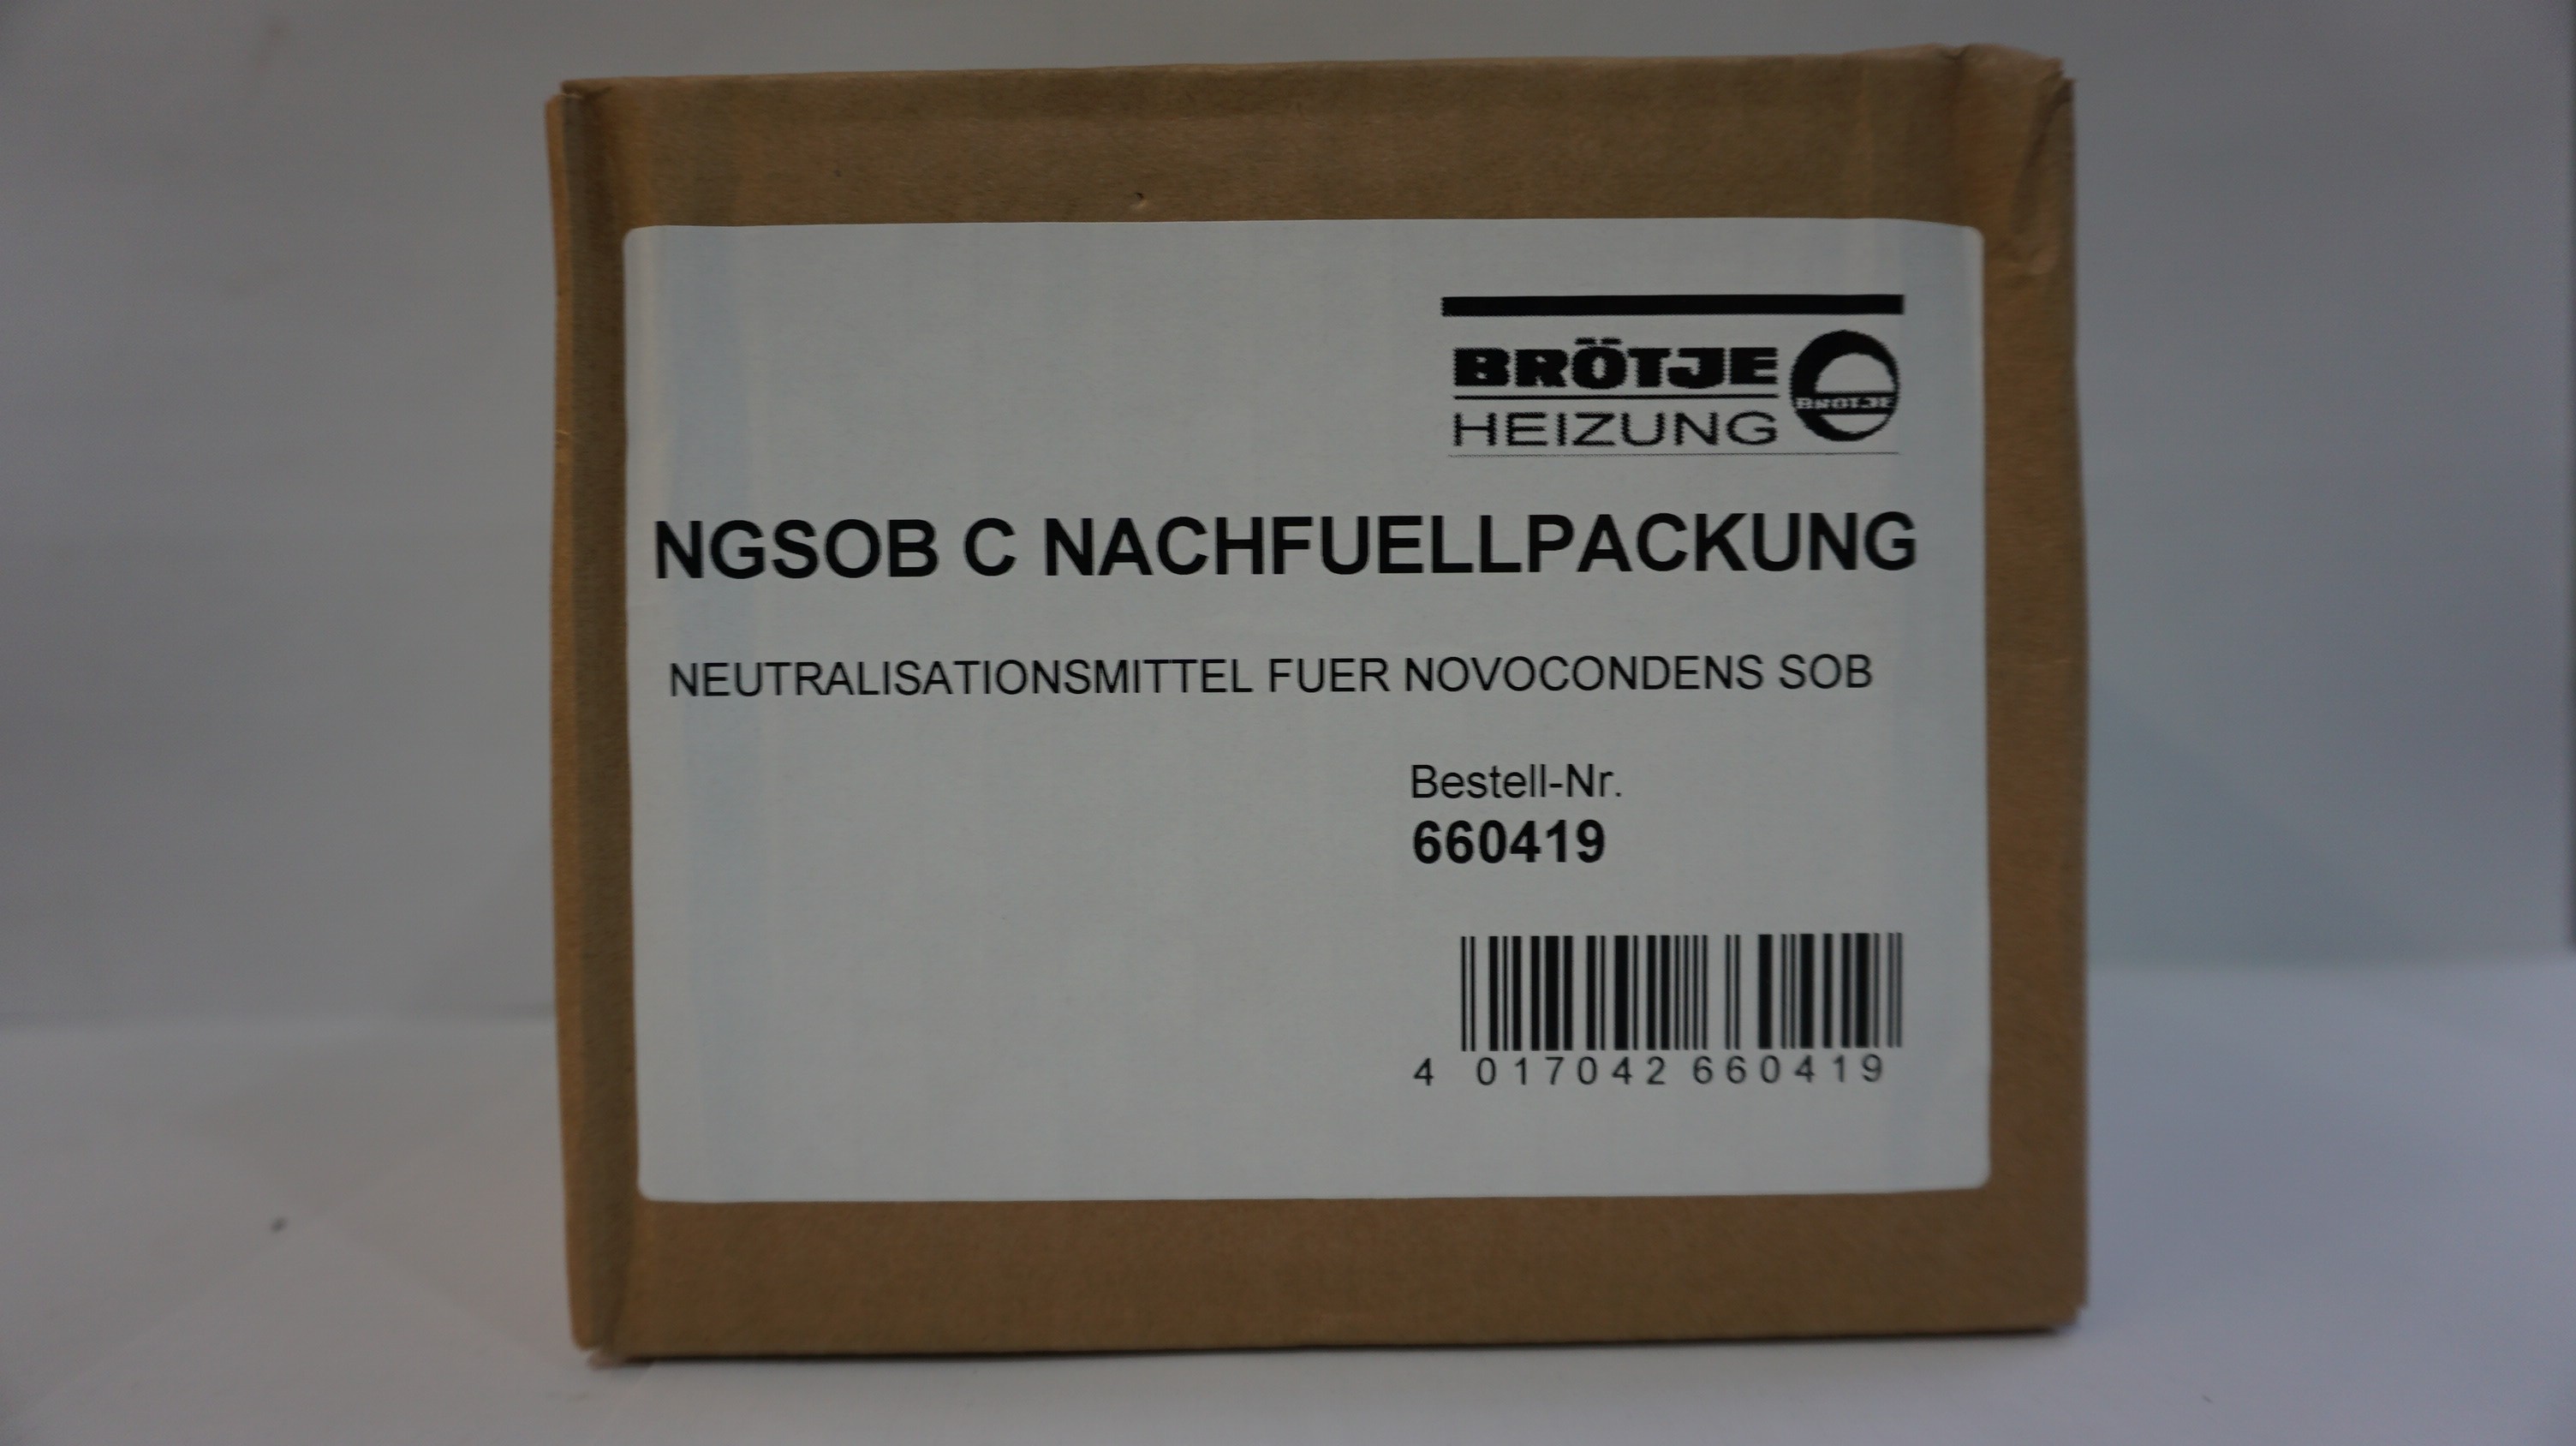 BRÖTJE
HEIZUNG
BRÖTJE
NGSOB C NACHFUELLPACKUNG
NEUTRALISATIONSMITTEL FUER NOVOCONDENS SOB
Bestell-Nr.
660419
4 017042 660419